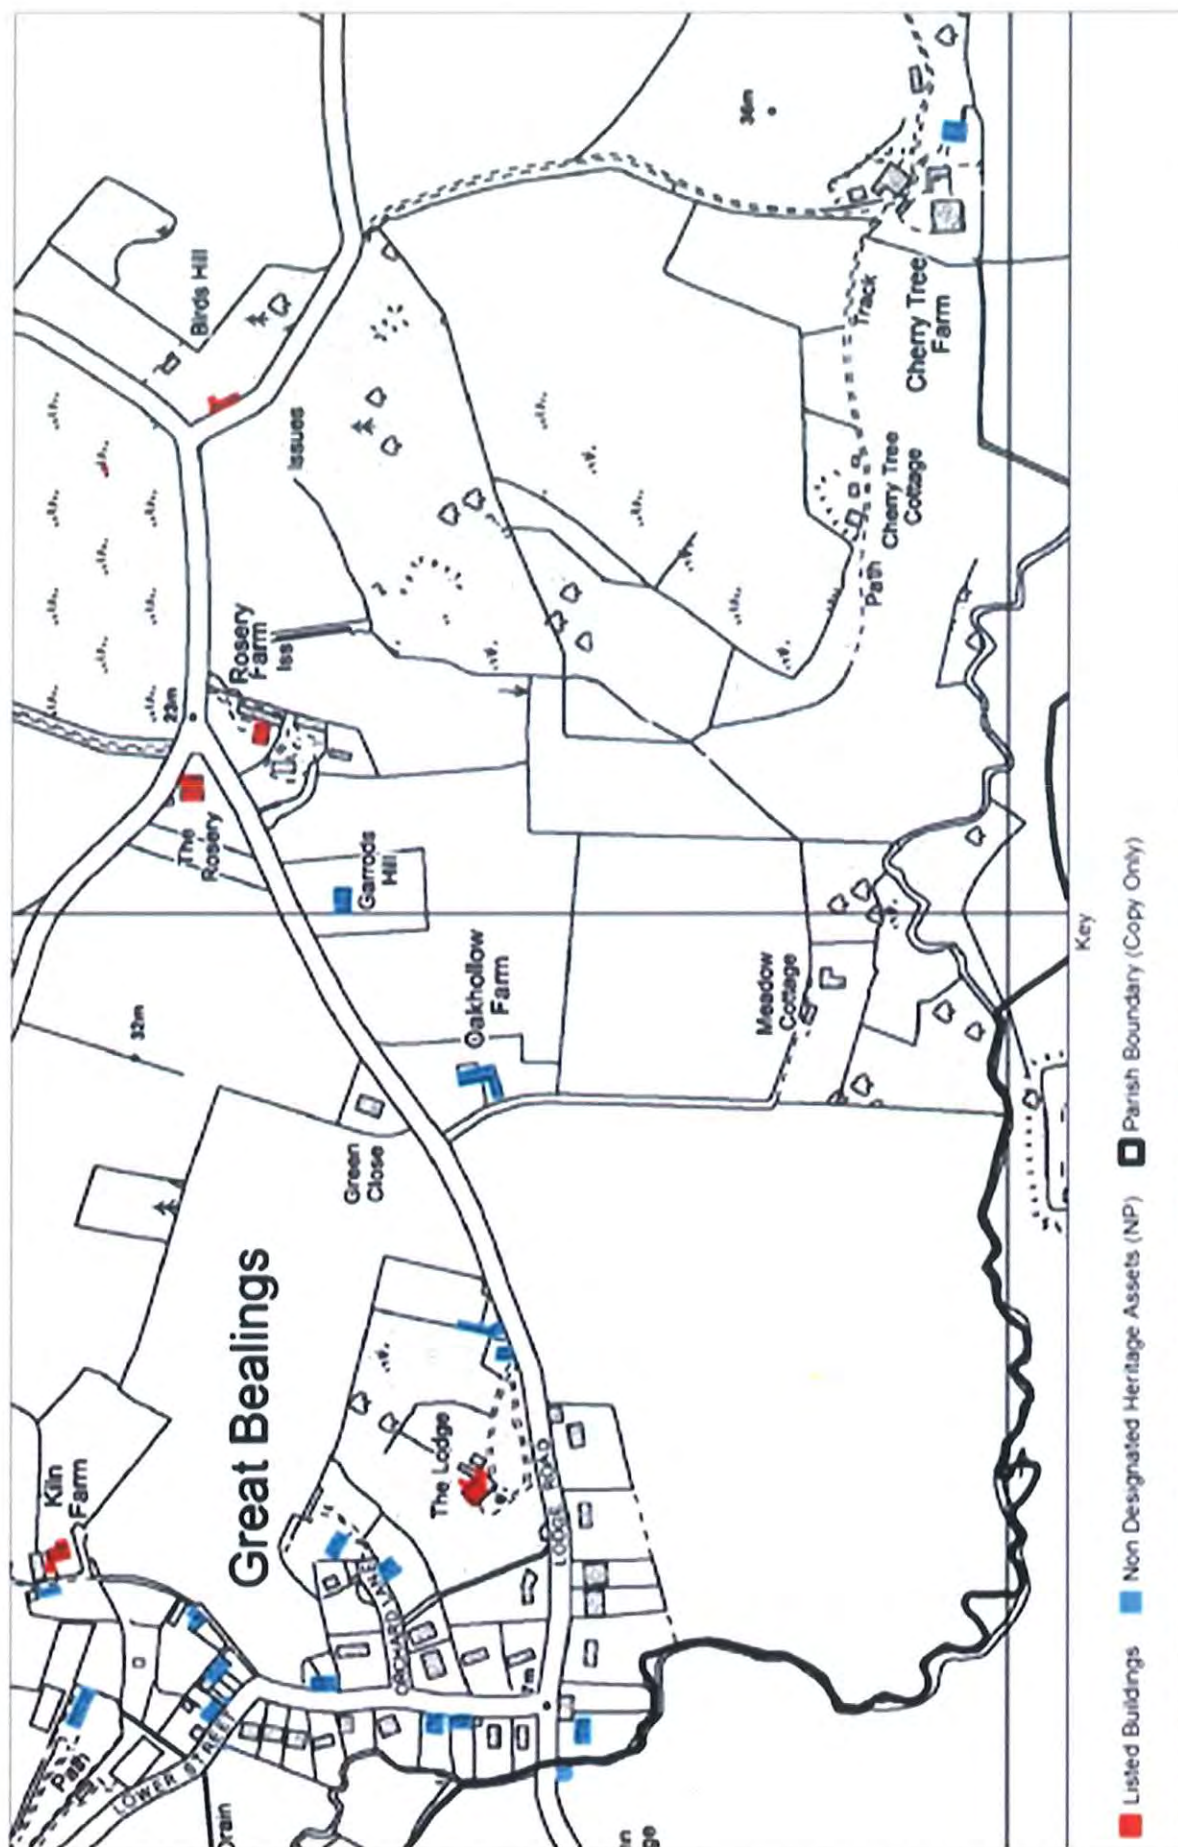 36m
Birds Hill
Issues
Track
Cherry Tree
Farm
Cherry Tree
Cottage
Path
Rosery
Farm
Iss
23m
The
Rosery
Garrods
Hill
Oakhollow
Farm
Meadow
Cottage
32m
Green
Close
Great Bealings
Kiln
Farm
The Lodge
LODGE ROAD
ORCHARD LANE
7m
LOWER STREET
Path
Drain
Key
Listed Buildings
Non Designated Heritage Assets (NP)
Parish Boundary (Copy Only)